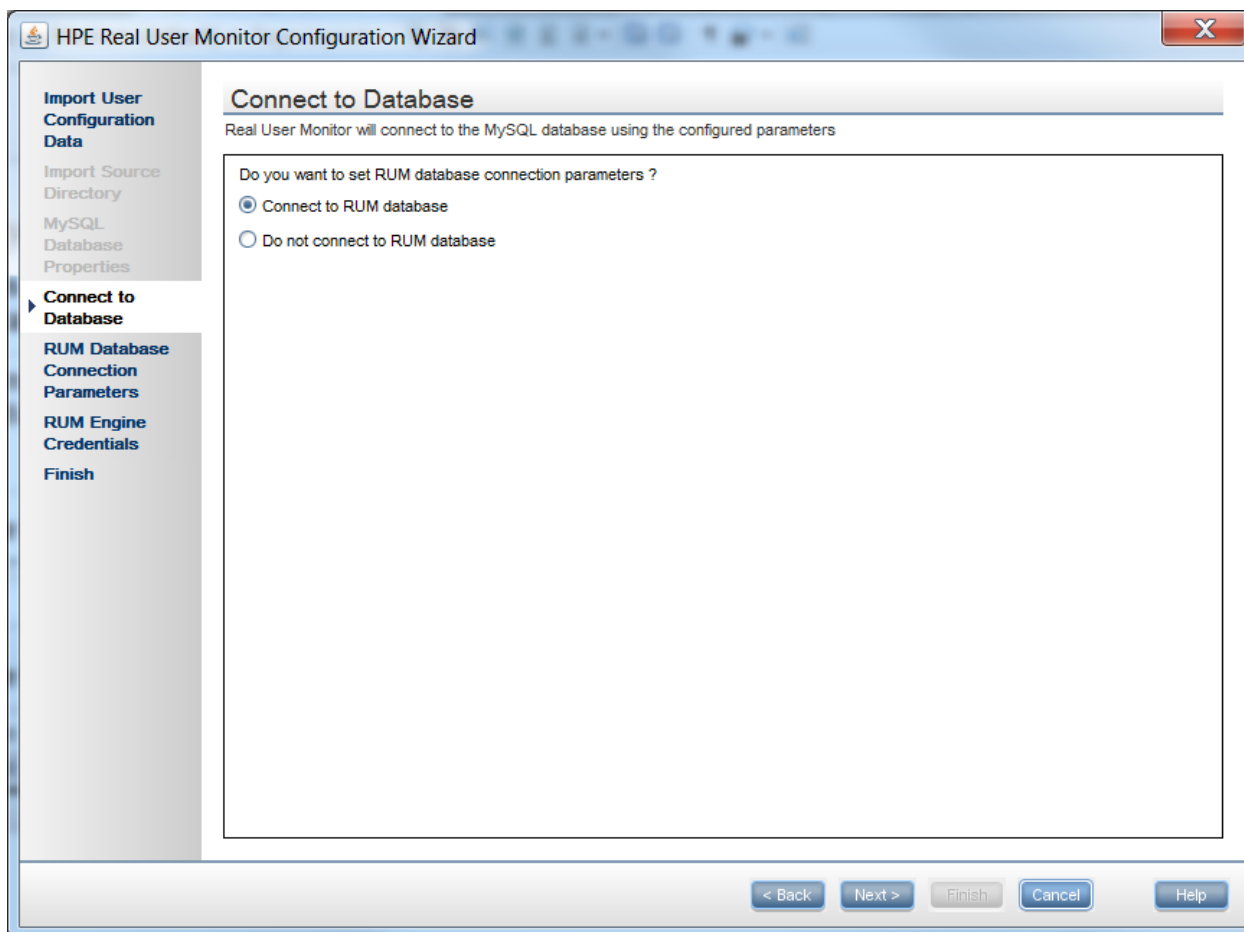 HPE Real User Monitor Configuration Wizard
X
Import User
Configuration
Data
Import Source
Directory
MySQL
Database
Properties
Connect to
Database
RUM Database
Connection
Parameters
RUM Engine
Credentials
Finish
Connect to Database
Real User Monitor will connect to the MySQL database using the configured parameters
Do you want to set RUM database connection parameters ?
Connect to RUM database
Do not connect to RUM database
< Back
Next >
Finish
Cancel
Help